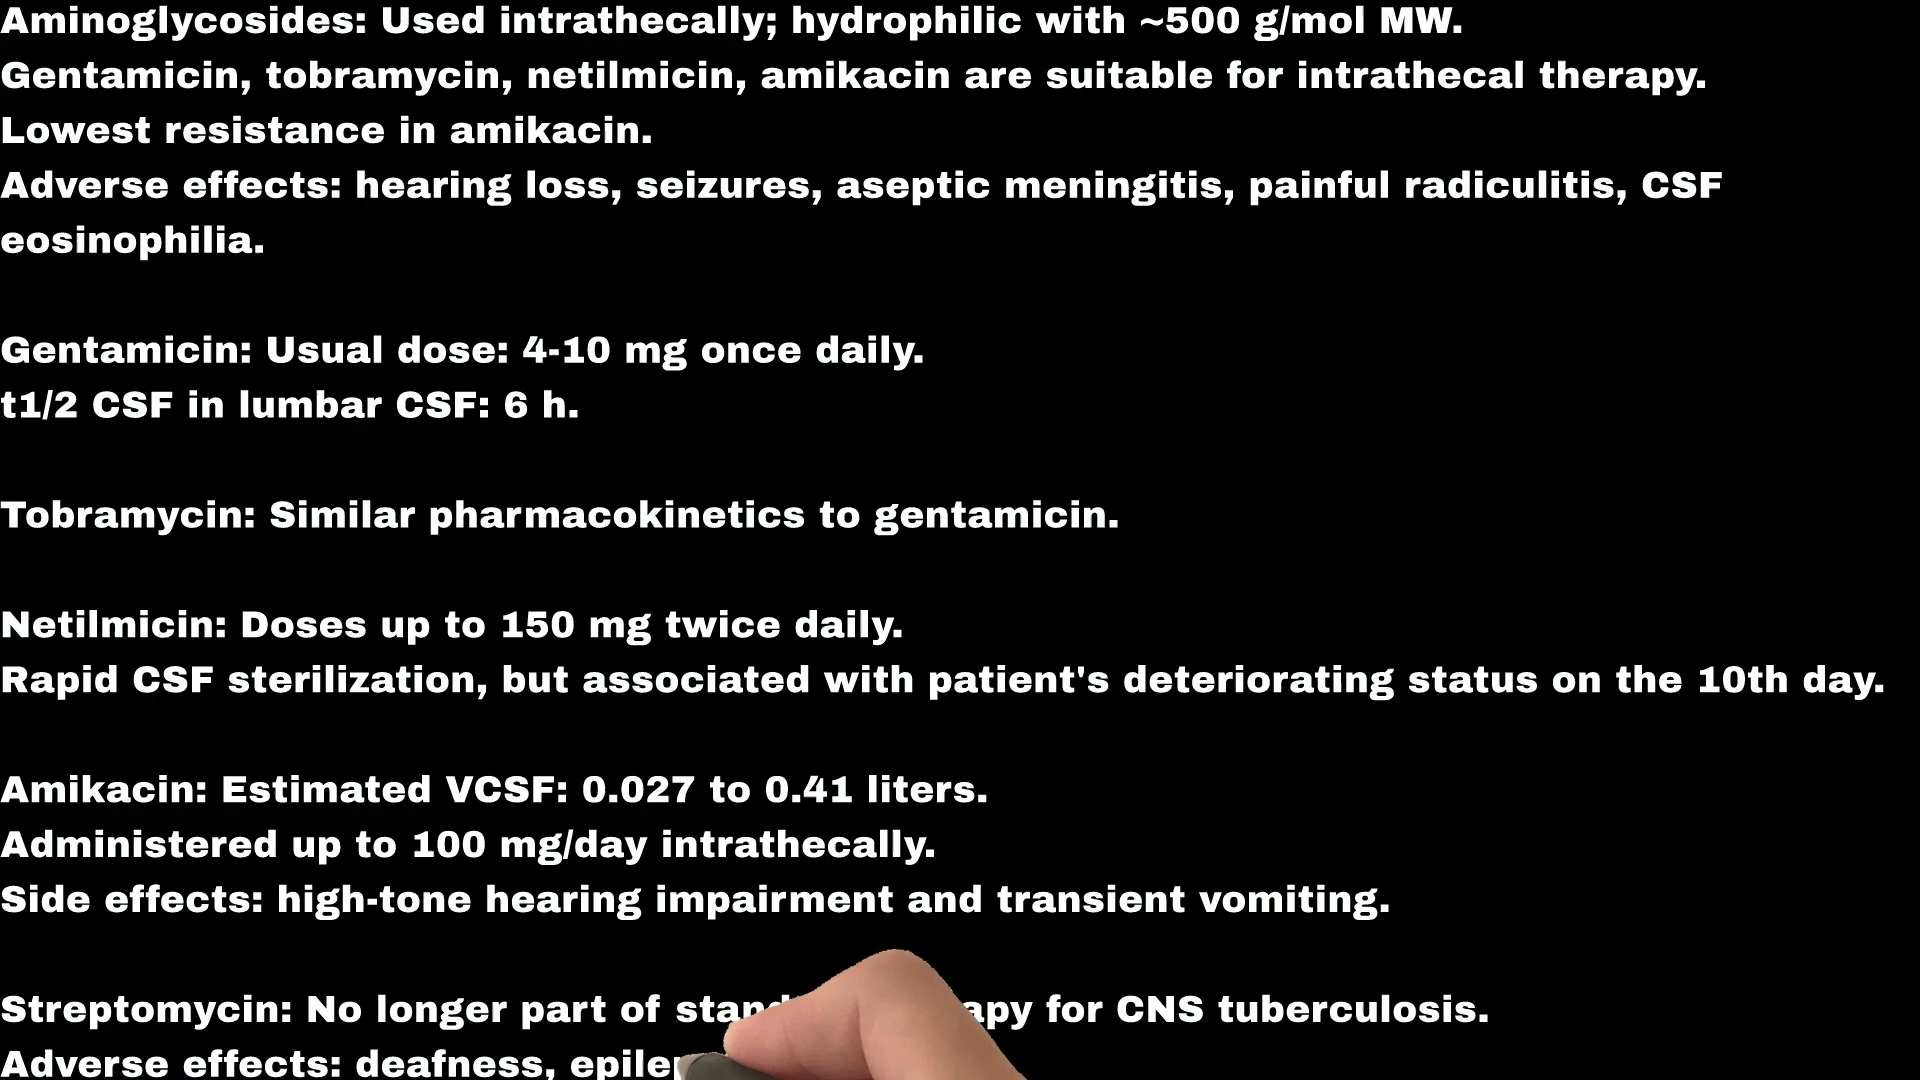 Aminoglycosides: Used intrathecally; hydrophilic with ~500 g/mol MW.
Gentamicin, tobramycin, netilmicin, amikacin are suitable for intrathecal therapy.
Lowest resistance in amikacin.
Adverse effects: hearing loss, seizures, aseptic meningitis, painful radiculitis, CSF
eosinophilia.
Gentamicin: Usual dose: 4-10 mg once daily.
t1/2 CSF in lumbar CSF: 6 h.
Tobramycin: Similar pharmacokinetics to gentamicin.
Netilmicin: Doses up to 150 mg twice daily.
Rapid CSF sterilization, but associated with patient's deteriorating status on the 10th day.
Amikacin: Estimated VCSF: 0.027 to 0.41 liters.
Administered up to 100 mg/day intrathecally.
Side effects: high-tone hearing impairment and transient vomiting.
Streptomycin: No longer part of for CNS tuberculosis.
Adverse effects: deafness,